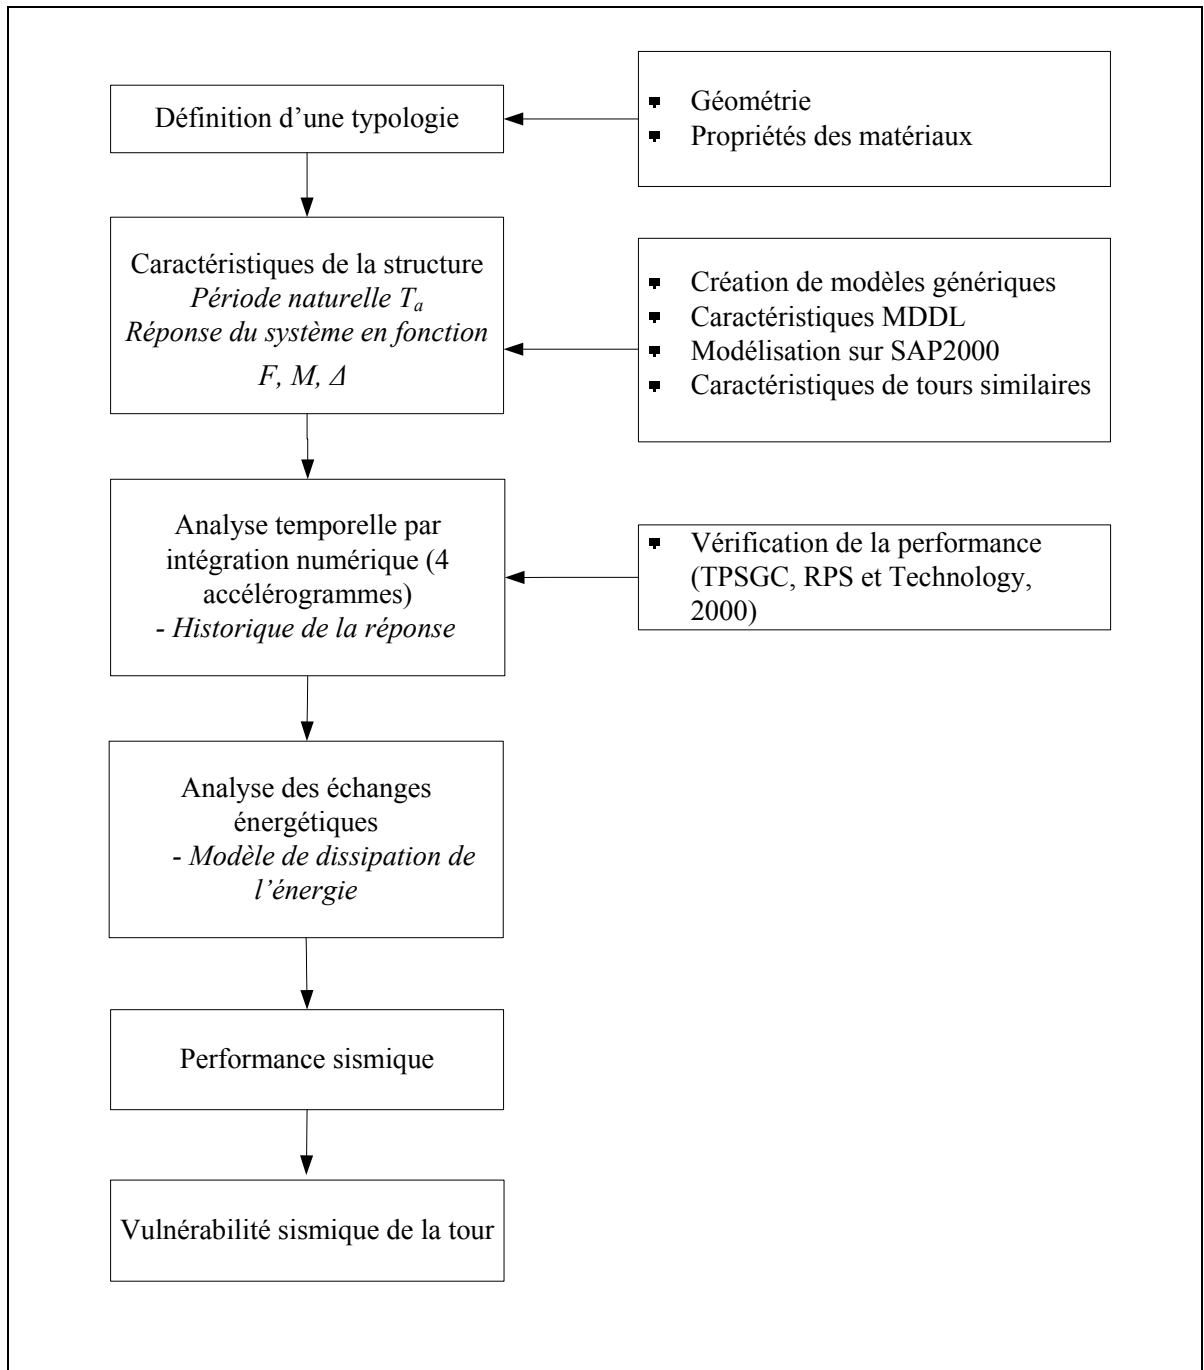 Définition d’une typologie
▪ Géométrie
▪ Propriétés des matériaux
Caractéristiques de la structure
Période naturelle Ta
Réponse du système en fonction
F, M, Δ
▪ Création de modèles génériques
▪ Caractéristiques MDDL
▪ Modélisation sur SAP2000
▪ Caractéristiques de tours similaires
Analyse temporelle par
intégration numérique (4
accélérogrammes)
- Historique de la réponse
▪ Vérification de la performance
(TPSGC, RPS et Technology,
2000)
Analyse des échanges
énergétiques
- Modèle de dissipation de
l’énergie
Performance sismique
Vulnérabilité sismique de la tour